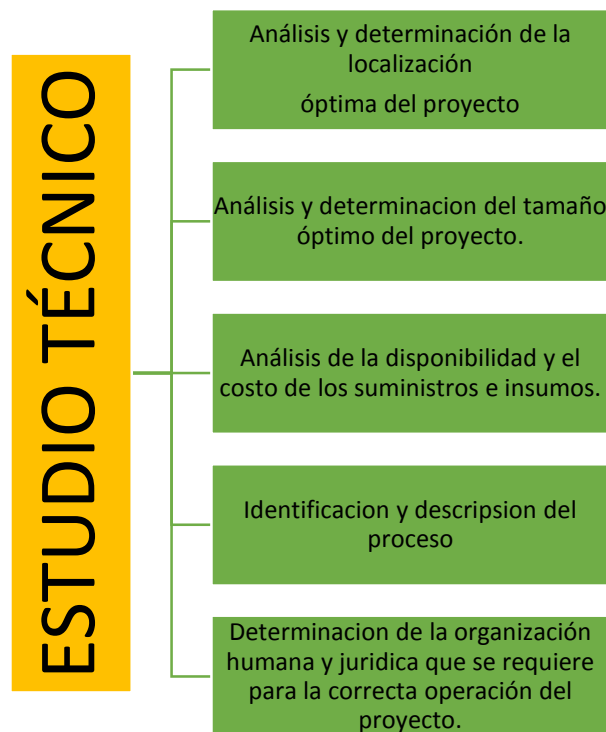 ESTUDIO TÉCNICO
Análisis y determinación de la
localización
óptima del proyecto
Análisis y determinacion del tamaño
óptimo del proyecto.
Análisis de la disponibilidad y el
costo de los suministros e insumos.
Identificacion y descripsion del
proceso
Determinacion de la organización
humana y juridica que se requiere
para la correcta operación del
proyecto.